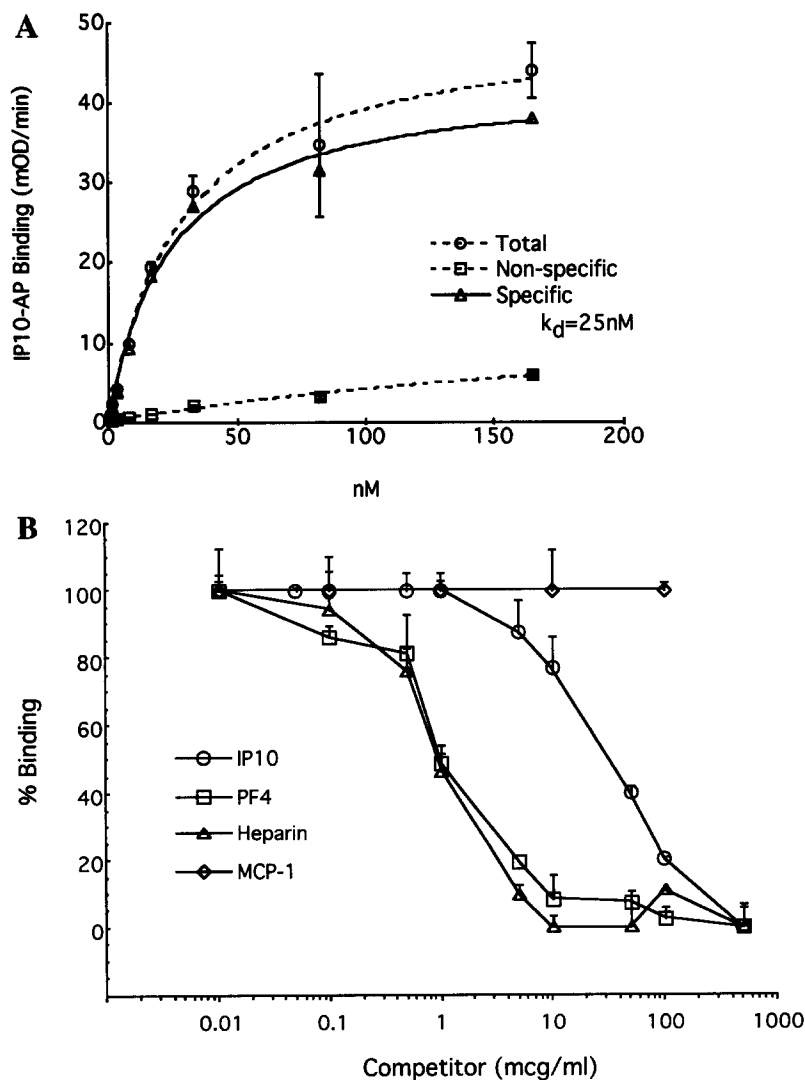 A
IP10-AP Binding (mOD/min)
50
40
30
20
10
0
0
50
100
150
200
nM
Total
Non-specific
Specific
kd=25nM
B
% Binding
120
100
80
60
40
20
0
0.01
0.1
1
10
100
1000
Competitor (mcg/ml)
IP10
PF4
Heparin
MCP-1